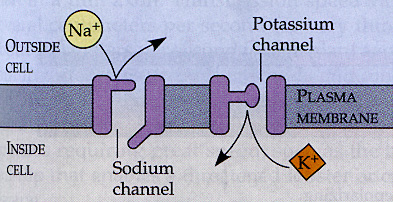 Na+
OUTSIDE
CELL
Potassium
channel
PLASMA
MEMBRANE
INSIDE
CELL
Sodium
channel
K+